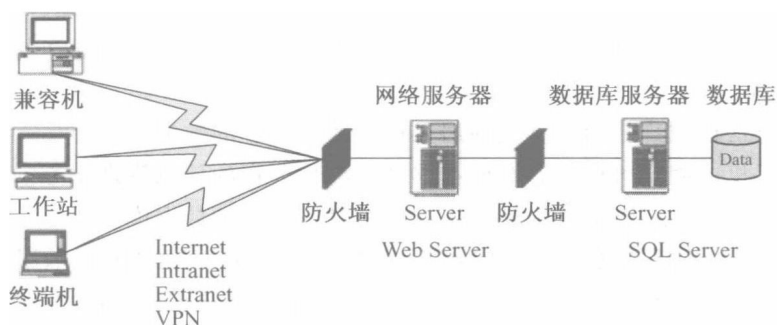 兼容机
工作站
终端机
Internet
Intranet
Extranet
VPN
防火墙
网络服务器
Server
Web Server
防火墙
数据库服务器
Server
SQL Server
数据库
Data